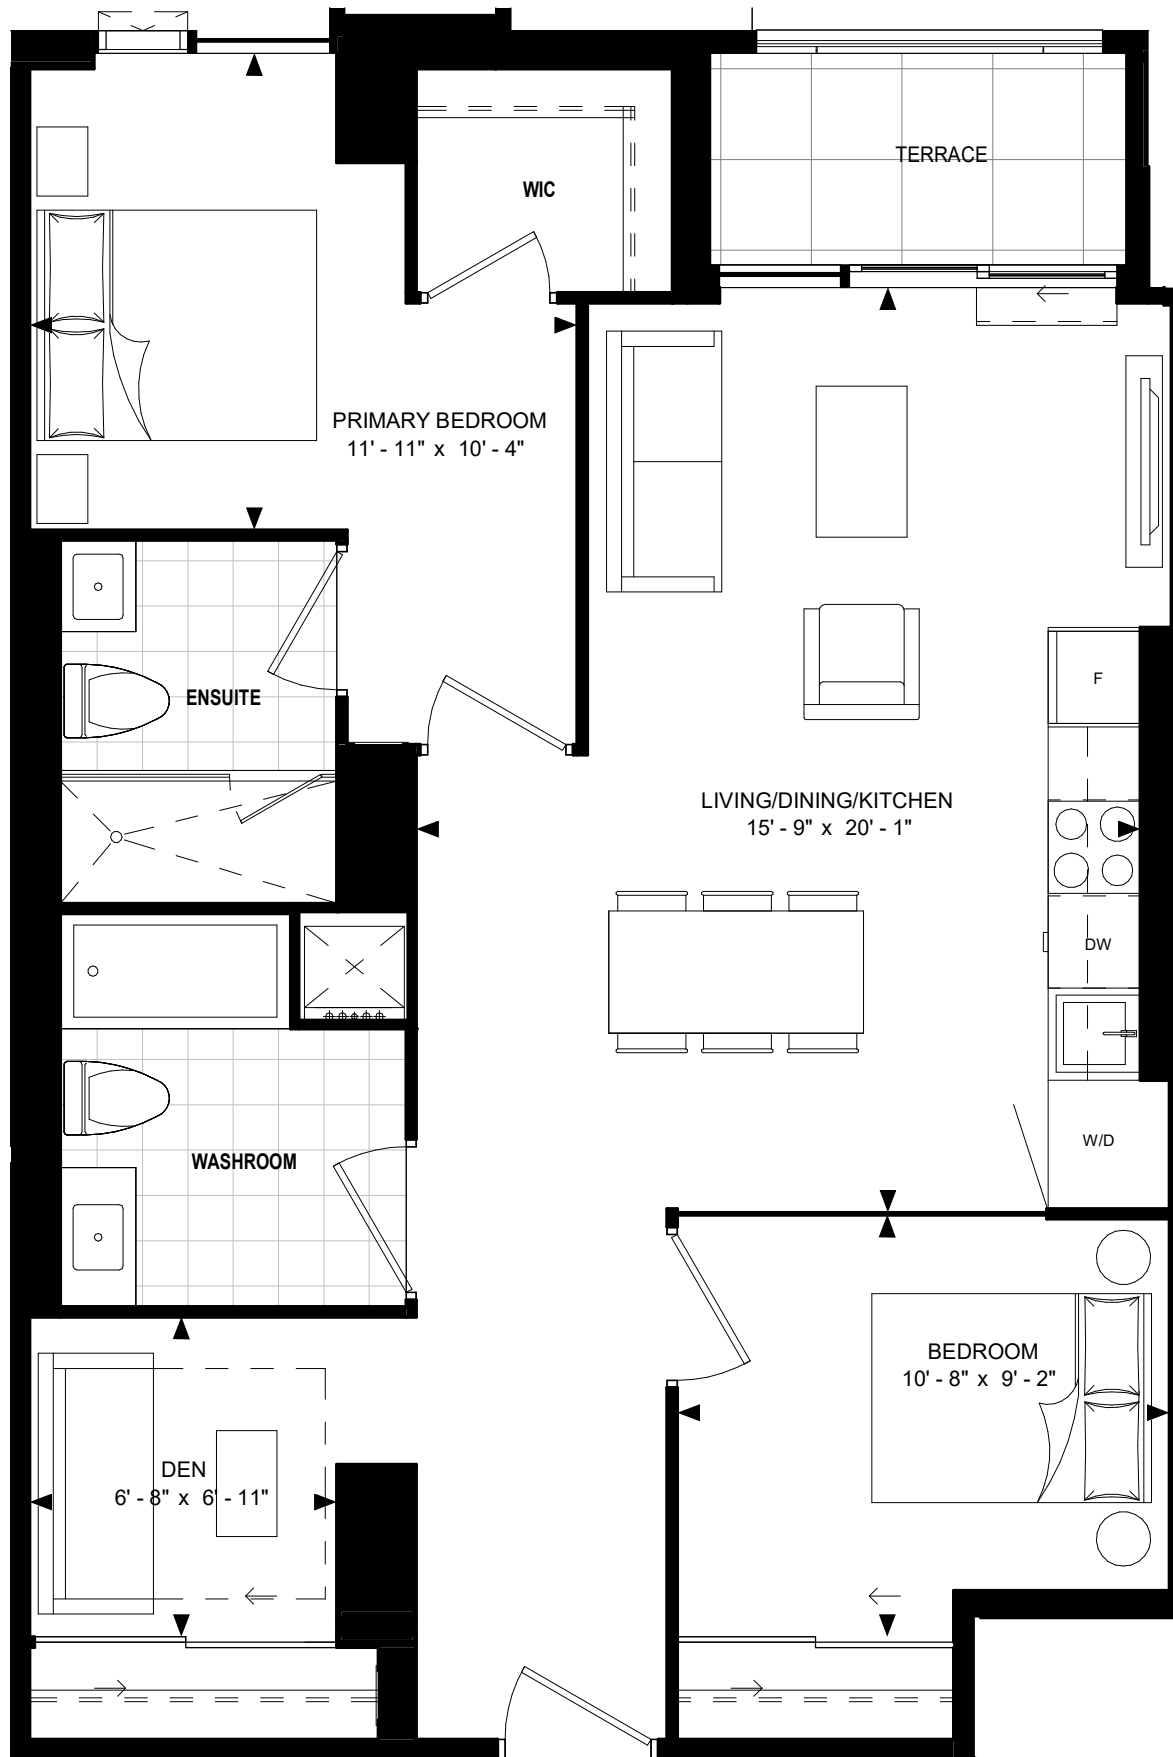 TERRACE
WIC
PRIMARY BEDROOM
11' - 11" x 10' - 4"
ENSUITE
F
LIVING/DINING/KITCHEN
15' - 9" x 20' - 1"
DW
W/D
WASHROOM
BEDROOM
10' - 8" x 9' - 2"
DEN
6' - 8" x 6' - 11"